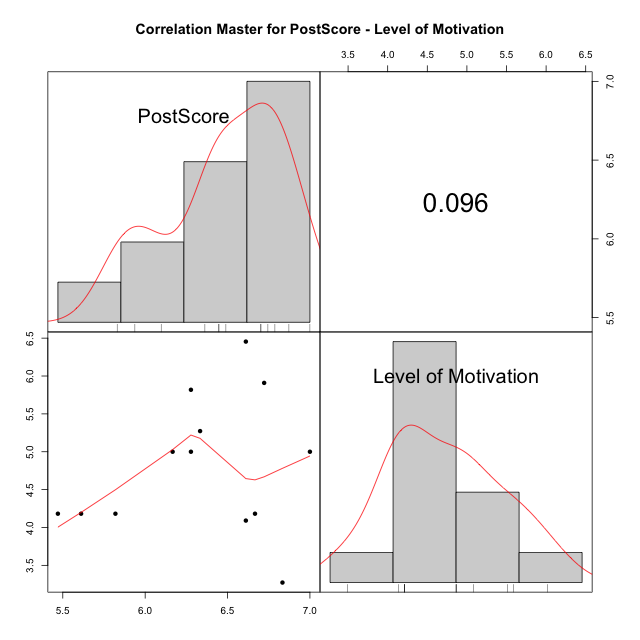 Correlation Master for PostScore - Level of Motivation
3.5 4.0 4.5 5.0 5.5 6.0 6.5
PostScore
0.096
7.0
6.5
6.0
5.5
6.5
6.0
5.5
5.0
4.5
4.0
3.5
Level of Motivation
5.5 6.0 6.5 7.0